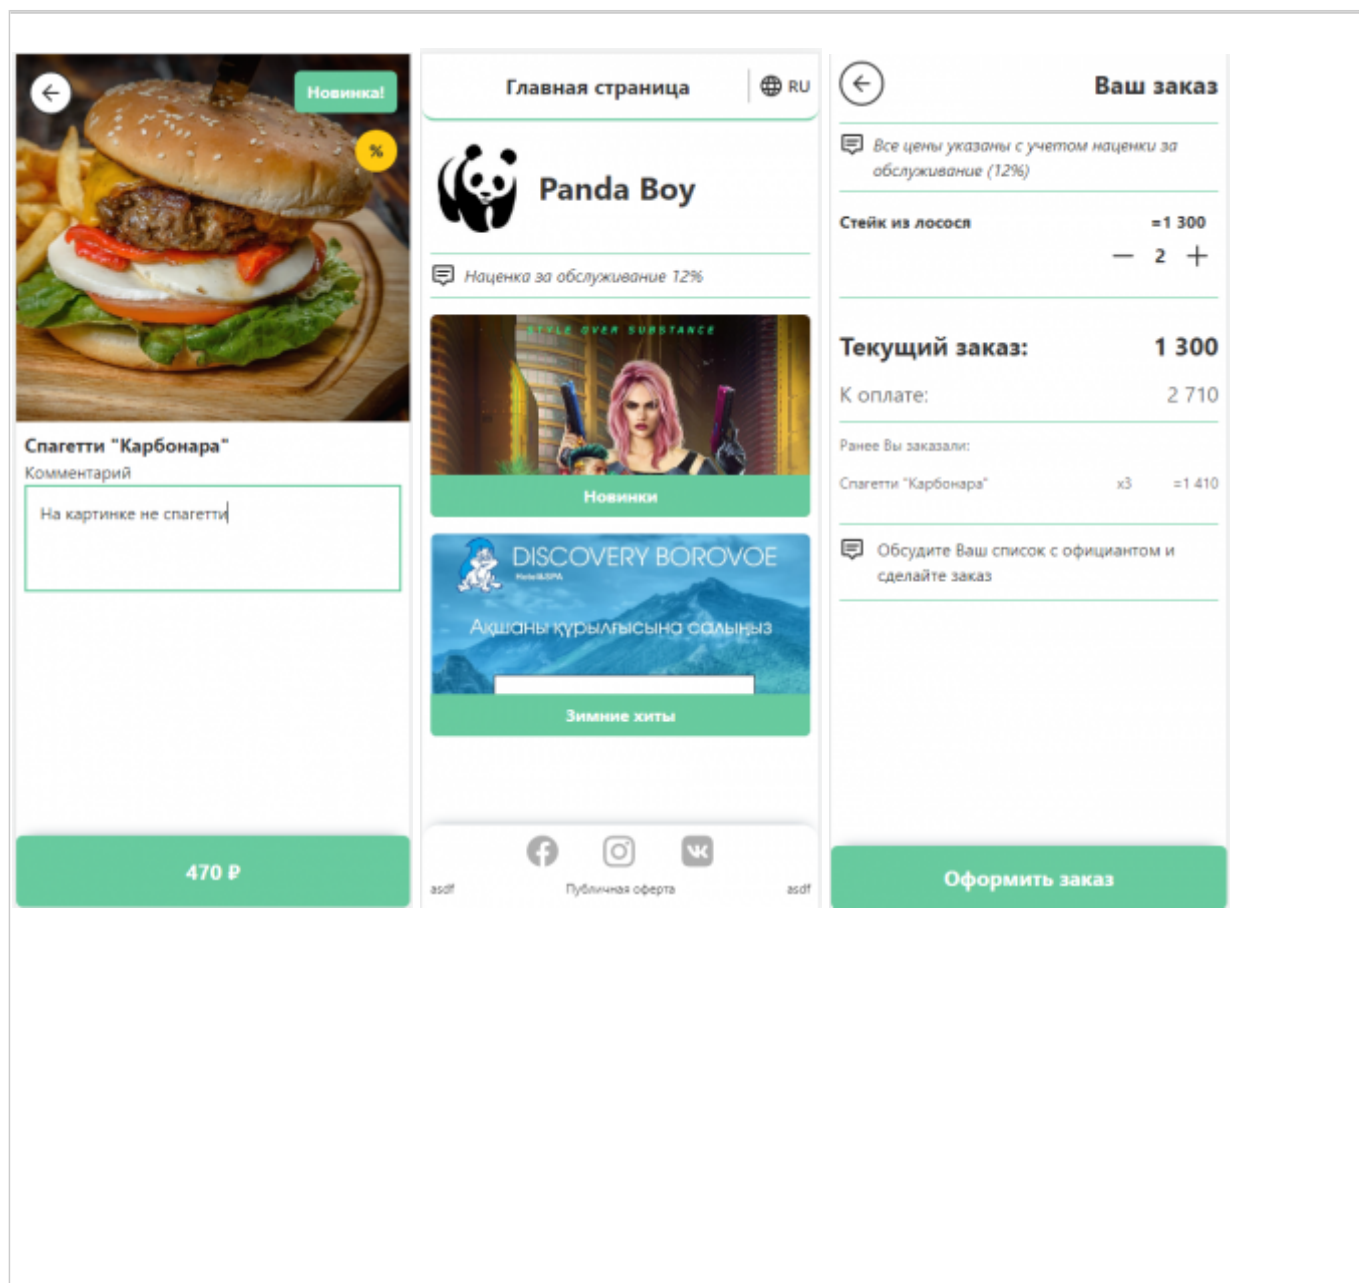 Новинка!
%
Спагетти "Карбонара"
Комментарий
На картинке не спагетти
470 ₽
Главная страница
RU
Panda Boy
Наценка за обслуживание 12%
STYLE OVER SUBSTANCE
Новинки
DISCOVERY BOROVOE
Hotel&SPA
Ақшаны құрылғысына салыңыз
Зимние хиты
asdf Публичная оферта asdf
Ваш заказ
Все цены указаны с учетом наценки за
обслуживание (12%)
Стейк из лосося =1 300
— 2 +
Текущий заказ: 1 300
К оплате: 2 710
Ранее Вы заказали:
Спагетти "Карбонара" x3 =1 410
Обсудите Ваш список с официантом и
сделайте заказ
Оформить заказ